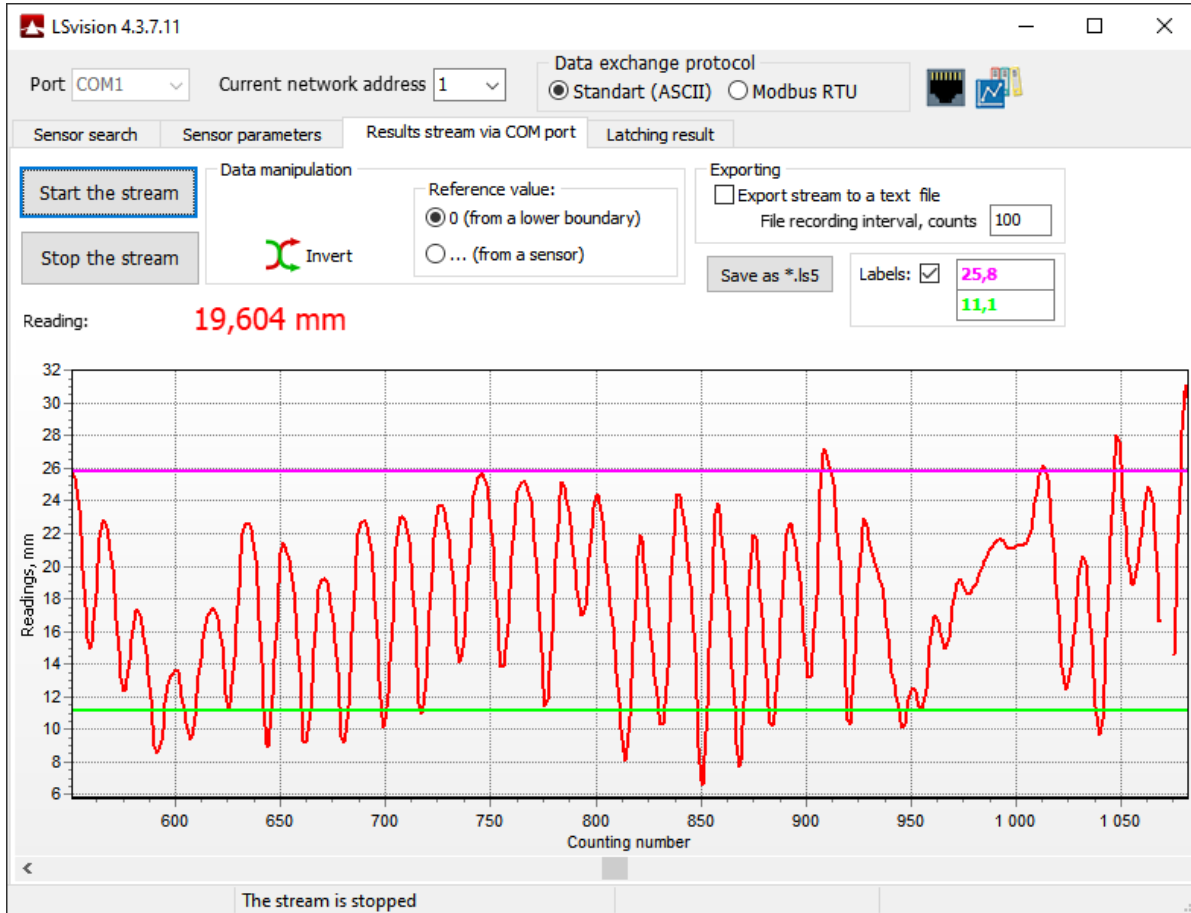 LSvision 4.3.7.11
Port COM1 Current network address 1 Data exchange protocol
Standart (ASCII) Modbus RTU
Sensor search Sensor parameters Results stream via COM port Latching result
Start the stream
Stop the stream
Data manipulation
Invert
Reference value:
0 (from a lower boundary)
... (from a sensor)
Exporting
Export stream to a text file
File recording interval, counts 100
Save as *.ls5
Labels: 25,8
11,1
Reading: 19,604 mm
Readings, mm
32
30
28
26
24
22
20
18
16
14
12
10
8
6
600 650 700 750 800 850 900 950 1 000 1 050
Counting number
The stream is stopped